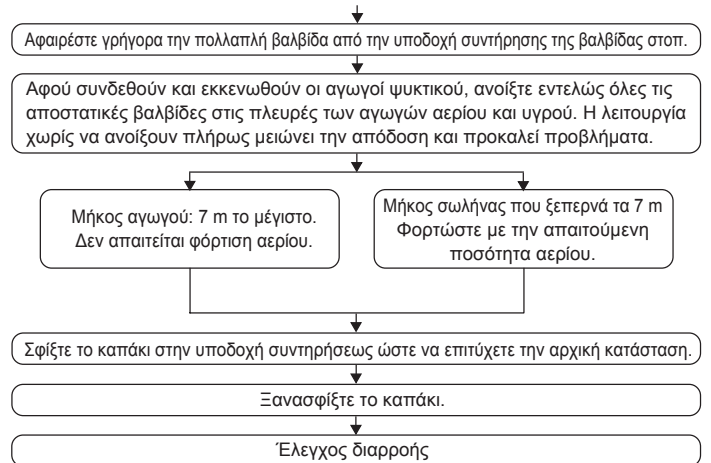 Αφαιρέστε γρήγορα την πολλαπλή βαλβίδα από την υποδοχή συντήρησης της βαλβίδας στοπ.
Αφού συνδεθούν και εκκενωθούν οι αγωγοί ψυκτικού, ανοίξτε εντελώς όλες τις
αποστατικές βαλβίδες στις πλευρές των αγωγών αερίου και υγρού. Η λειτουργία
χωρίς να ανοίξουν πλήρως μειώνει την απόδοση και προκαλεί προβλήματα.
Μήκος αγωγού: 7 m το μέγιστο.
Δεν απαιτείται φόρτιση αερίου.
Μήκος σωλήνας που ξεπερνά τα 7 m
Φορτώστε με την απαιτούμενη
ποσότητα αερίου.
Σφίξτε το καπάκι στην υποδοχή συντηρήσεως ώστε να επιτύχετε την αρχική κατάσταση.
Ξανασφίξτε το καπάκι.
Έλεγχος διαρροής